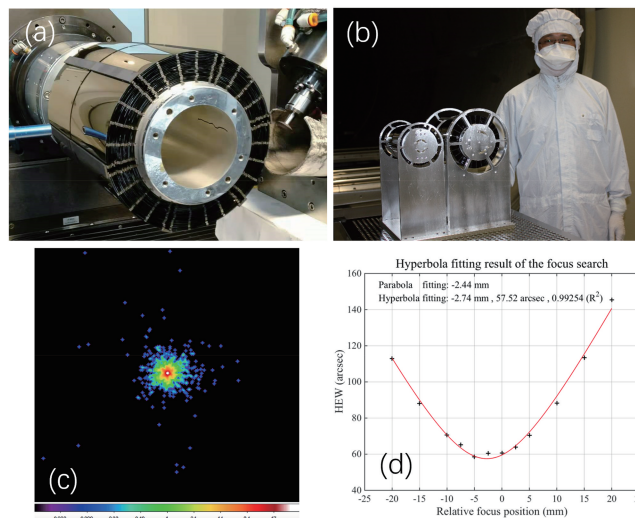 (a)
(b)
(c)
Hyperbola fitting result of the focus search
160
140
120
100
80
60
40
HEW (arcsec)
Parabola fitting: -2.44 mm
Hyperbola fitting: -2.74 mm , 57.52 arcsec , 0.99254 (R²)
(d)
-25 -20 -15 -10 -5 0 5 10 15 20
Relative focus position (mm)